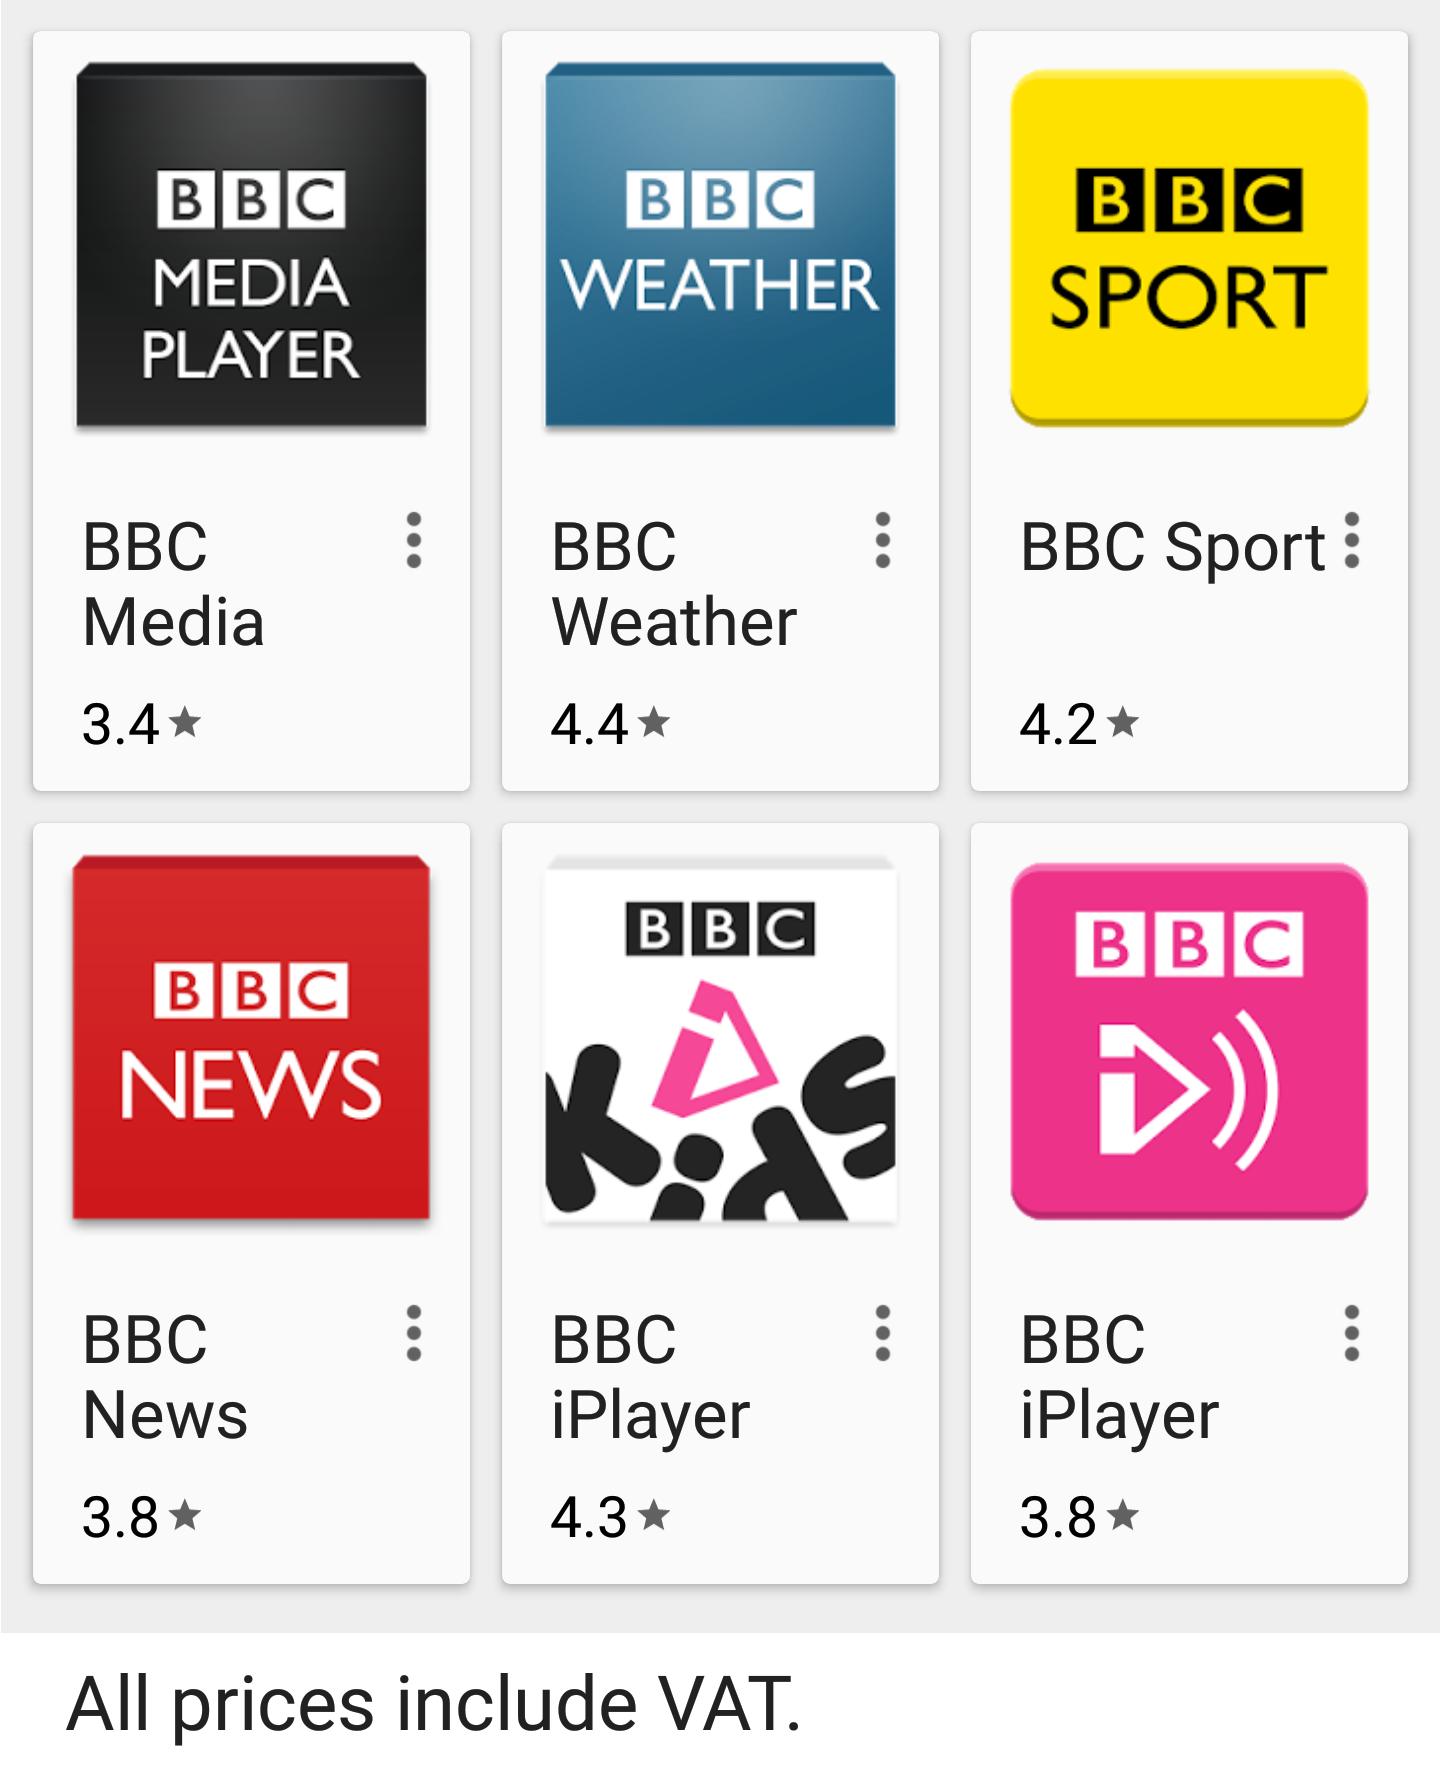 BBC
MEDIA
PLAYER
BBC
Media
3.4
BBC
WEATHER
BBC
Weather
4.4
BBC
SPORT
BBC Sport
4.2
BBC
NEWS
BBC
News
3.8
BBC
Kids
BBC
iPlayer
4.3
BBC
BBC
iPlayer
3.8
All prices include VAT.